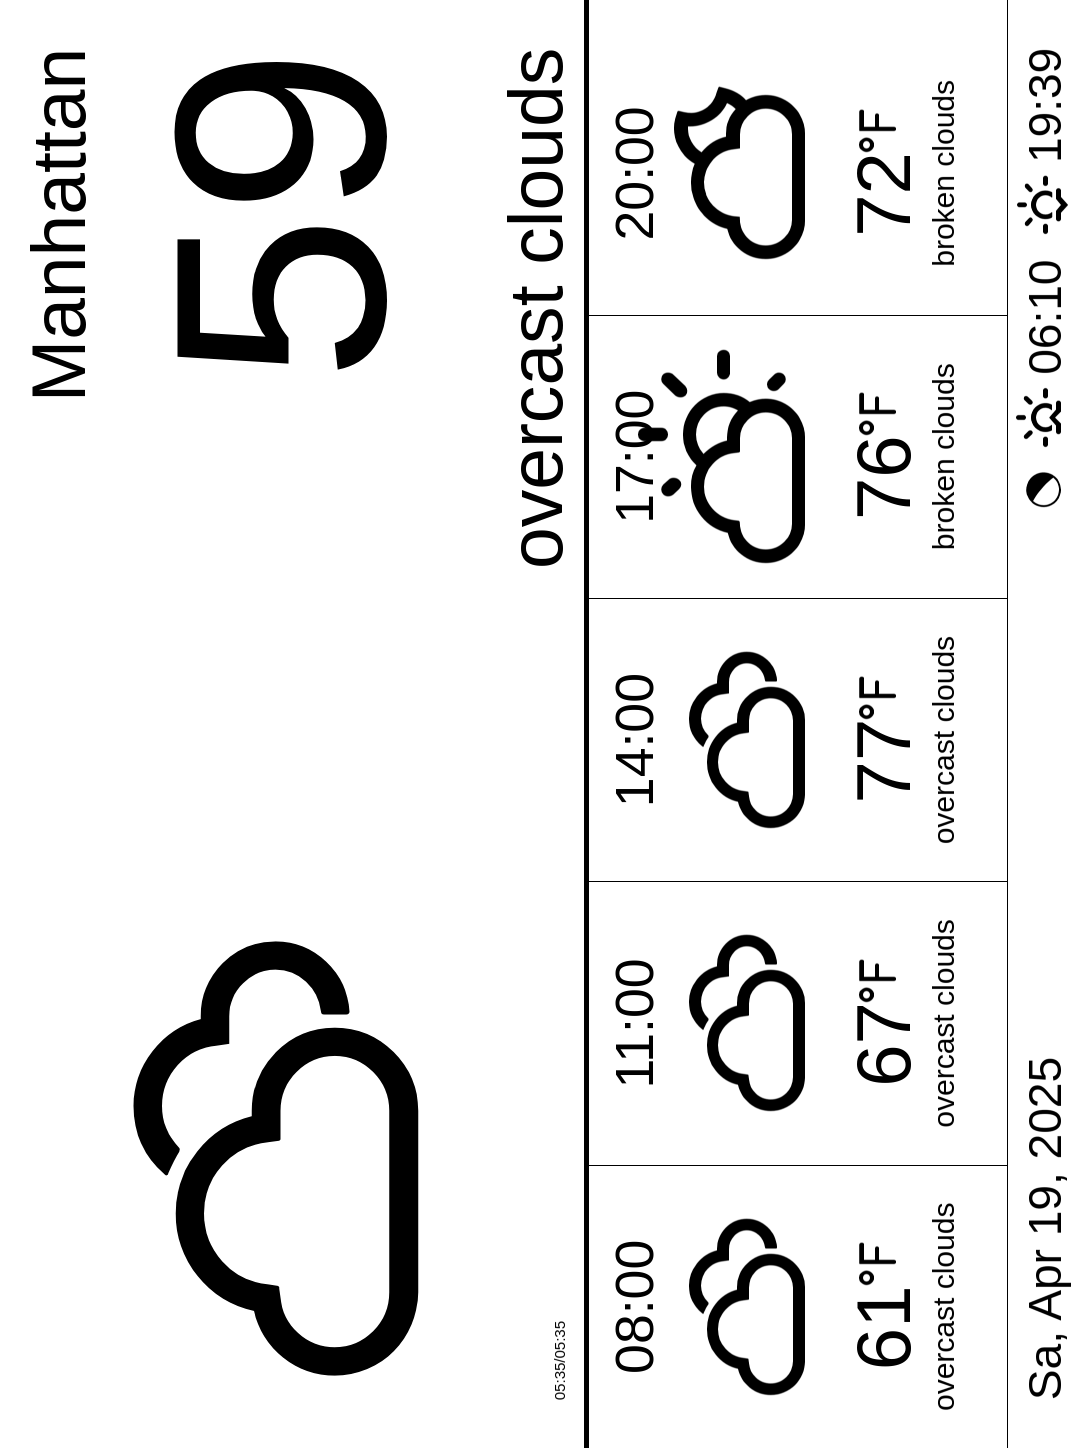 Manhattan
59
overcast clouds
05:35/05:35
08:00
61°F
overcast clouds
11:00
67°F
overcast clouds
14:00
77°F
overcast clouds
17:00
76°F
broken clouds
20:00
72°F
broken clouds
Sa, Apr 19, 2025
06:10
19:39